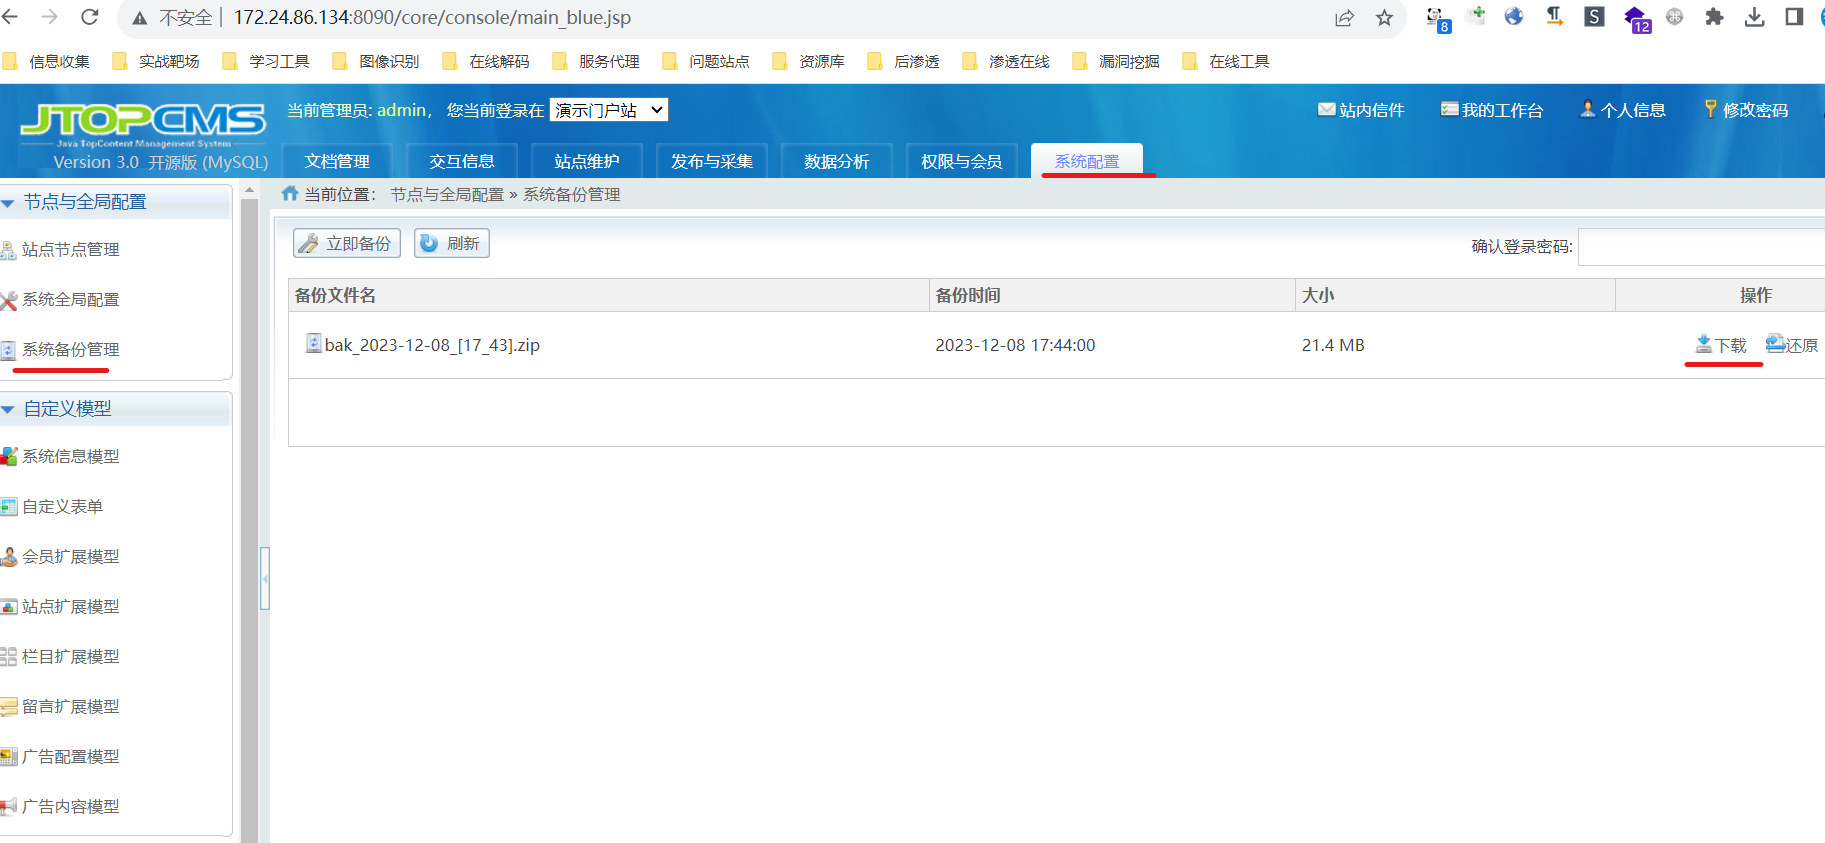 不安全 172.24.86.134:8090/core/console/main_blue.jsp 8 S 12
信息收集 实战靶场 学习工具 图像识别 在线解码 服务代理 问题站点 资源库 后渗透 渗透在线 漏洞挖掘 在线工具
JTOPCMS
Java TopContent Management System
Version 3.0 开源版 (MySQL)
当前管理员: admin， 您当前登录在 演示门户站
站内信件 我的工作台 个人信息 修改密码
文档管理 交互信息 站点维护 发布与采集 数据分析 权限与会员 系统配置
节点与全局配置
站点节点管理
系统全局配置
系统备份管理
自定义模型
系统信息模型
自定义表单
会员扩展模型
站点扩展模型
栏目扩展模型
留言扩展模型
广告配置模型
广告内容模型
当前位置： 节点与全局配置 » 系统备份管理
立即备份 刷新
确认登录密码:
备份文件名 备份时间 大小 操作
bak_2023-12-08_[17_43].zip 2023-12-08 17:44:00 21.4 MB 下载 还原